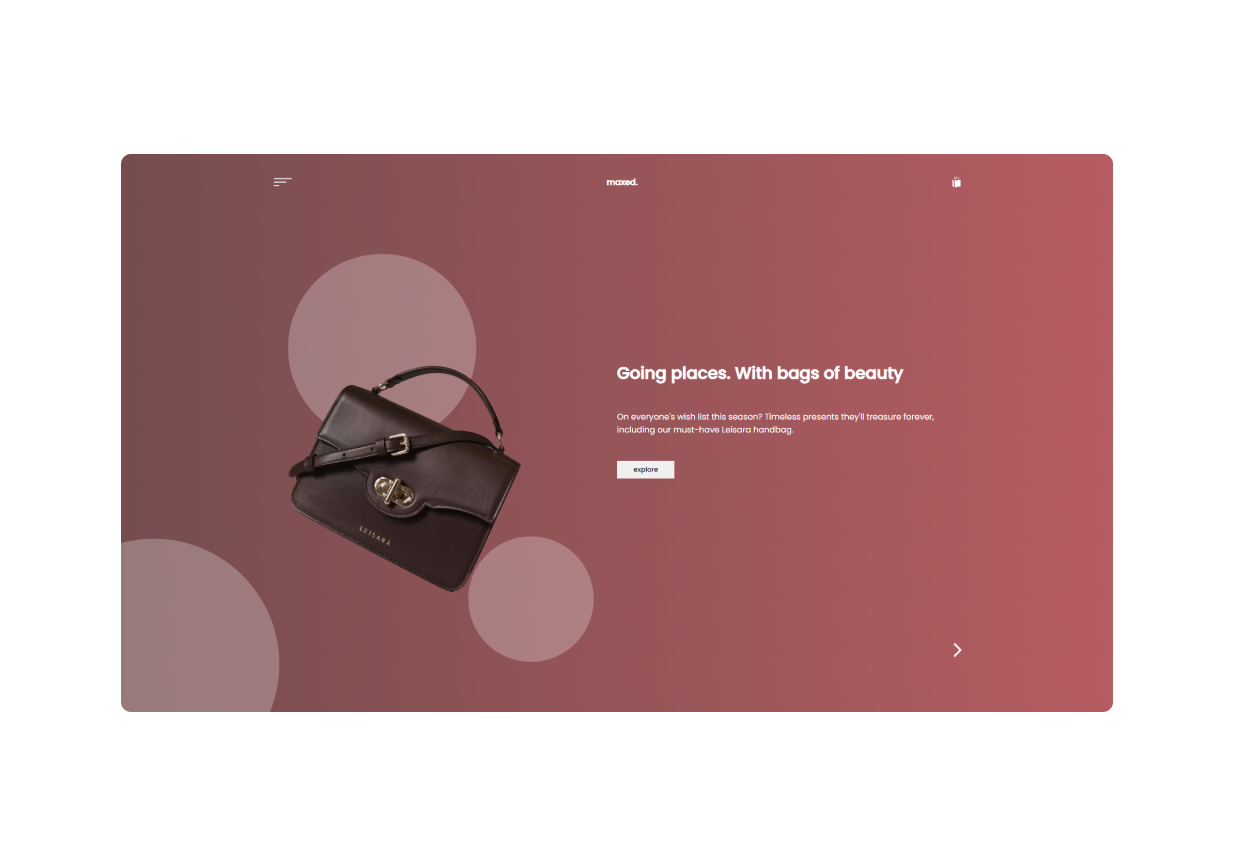 maxed.
Going places. With bags of beauty
On everyone's wish list this season? Timeless presents they'll treasure forever,
including our must-have Leisara handbag.
explore
LEISARA